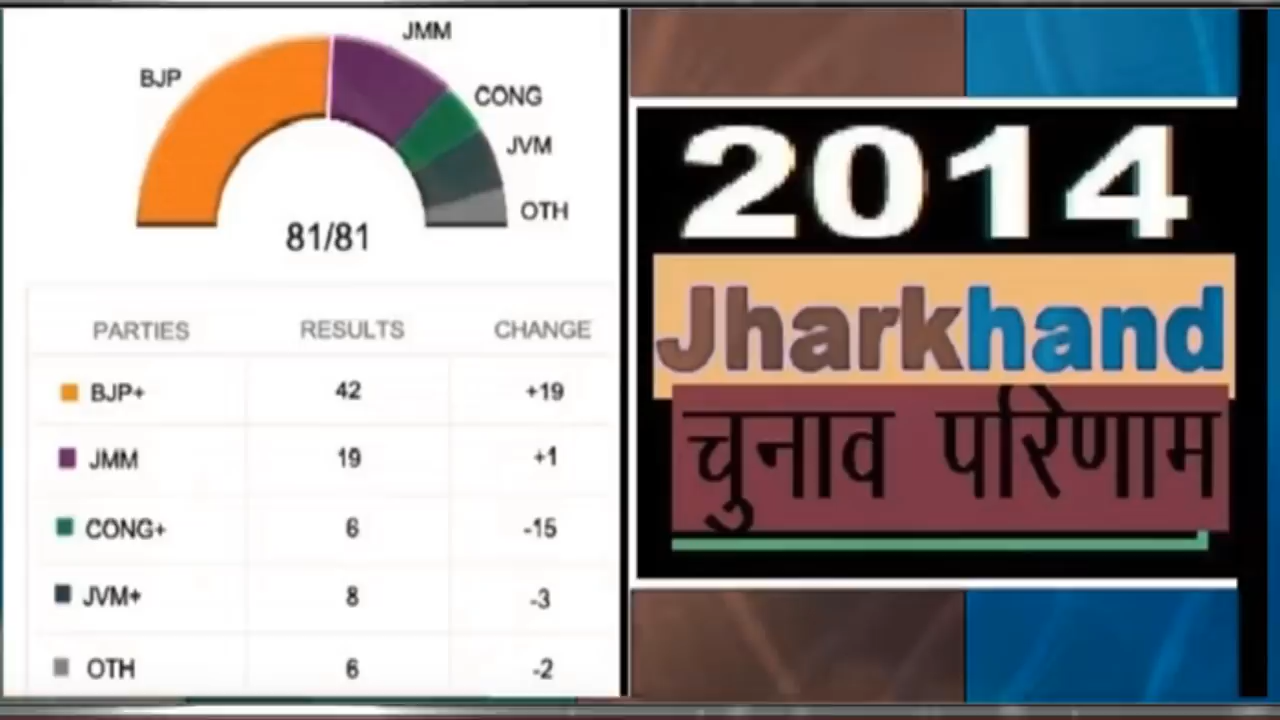 JMM
BJP
CONG
JVM
OTH
81/81
PARTIES RESULTS CHANGE
BJP+ 42 +19
JMM 19 +1
CONG+ 6 -15
JVM+ 8 -3
OTH 6 -2
2014
Jharkhand
चुनाव परिणाम